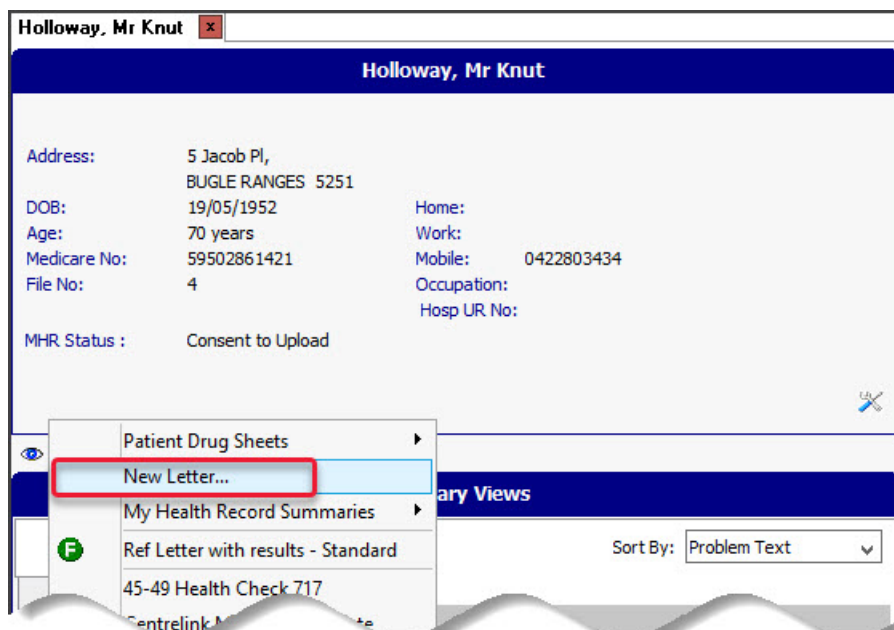 Holloway, Mr Knut x
Holloway, Mr Knut
Address: 5 Jacob Pl,
BUGLE RANGES 5251
DOB: 19/05/1952 Home:
Age: 70 years Work:
Medicare No: 59502861421 Mobile: 0422803434
File No: 4 Occupation:
Hosp UR No:
MHR Status : Consent to Upload
Patient Drug Sheets
New Letter...
ary Views
My Health Record Summaries
F Ref Letter with results - Standard
Sort By: Problem Text
45-49 Health Check 717
Centrelink